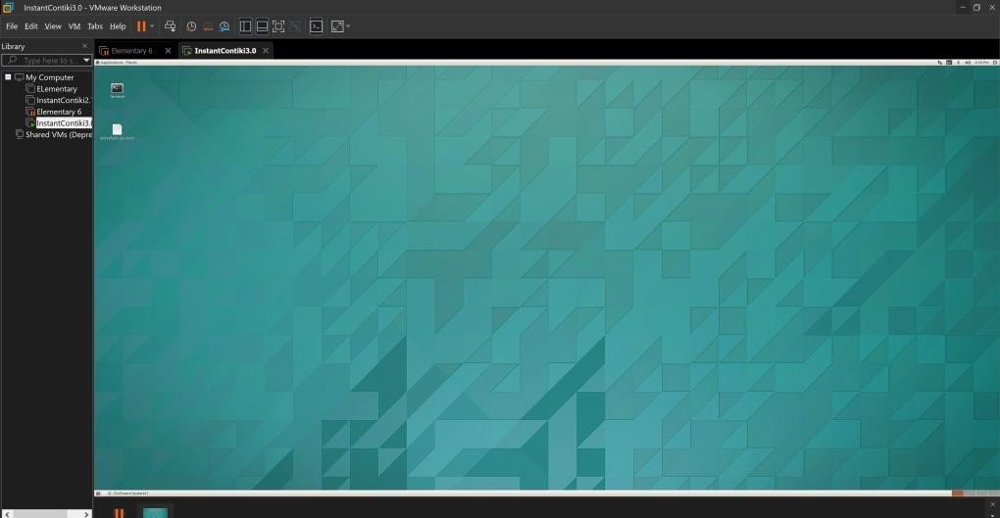 InstantContiki3.0 - VMware Workstation
File Edit View VM Tabs Help
Library
Type here to s...
Elementary 6
InstantContiki3.0
My Computer
ELementary
InstantContiki2.
Elementary 6
InstantContiki3.0
Shared VMs (Depre
Applications Places
Terminal
[Software Updater]